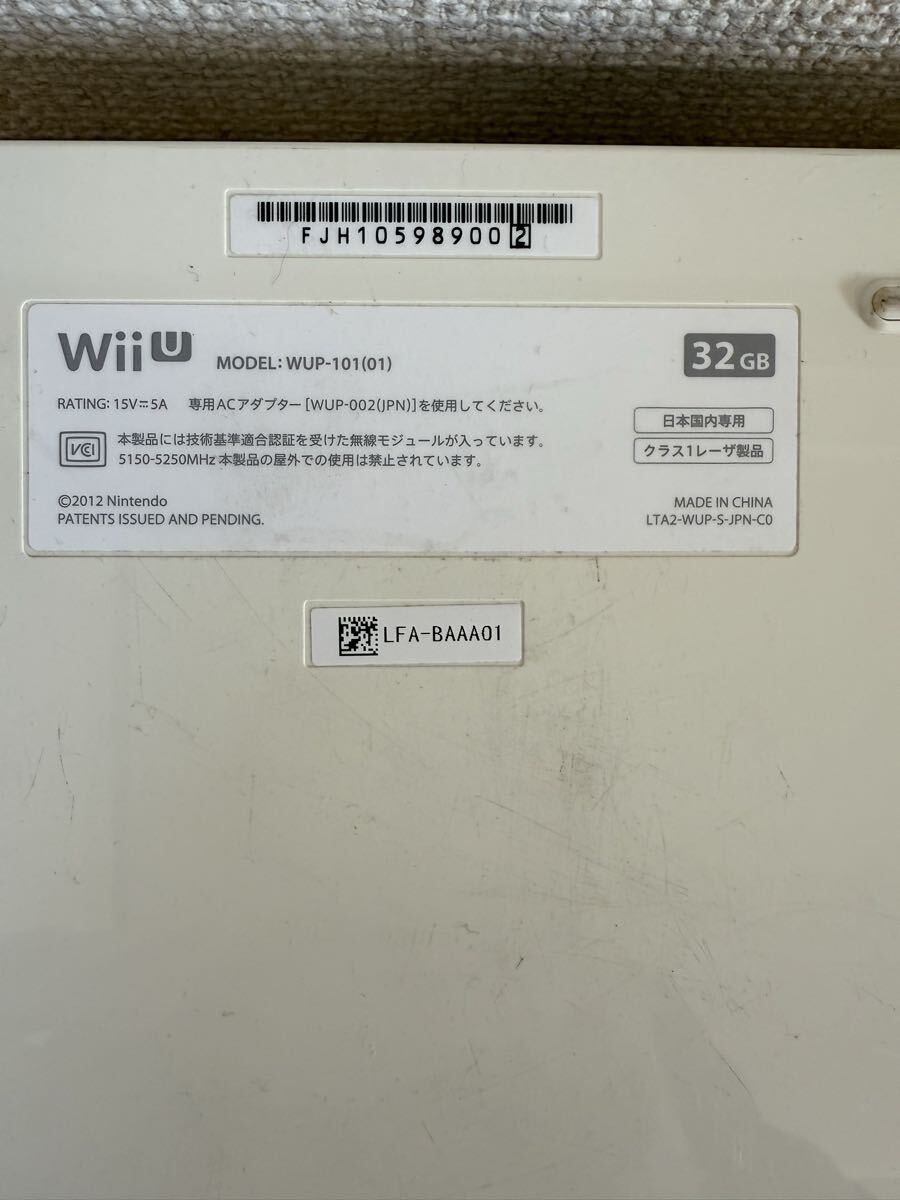 FJH105989002
Wii U MODEL: WUP-101(01)
32 GB
RATING: 15V⎓5A 専用ACアダプター[WUP-002(JPN)]を使用してください。
日本国内専用
VCI 本製品には技術基準適合認証を受けた無線モジュールが入っています。
5150-5250MHz 本製品の屋外での使用は禁止されています。
クラス1レーザ製品
©2012 Nintendo
PATENTS ISSUED AND PENDING.
MADE IN CHINA
LTA2-WUP-S-JPN-C0
LFA-BAAA01